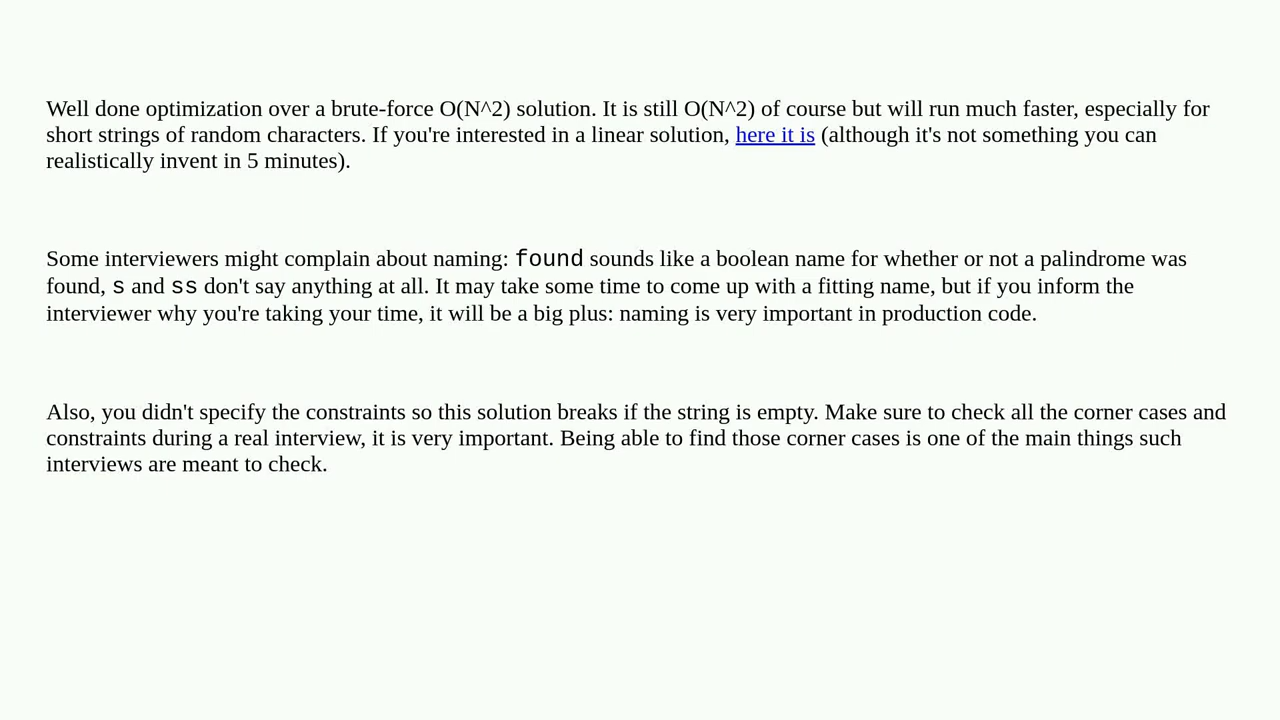 Well done optimization over a brute-force O(N^2) solution. It is still O(N^2) of course but will run much faster, especially for
short strings of random characters. If you're interested in a linear solution, here it is (although it's not something you can
realistically invent in 5 minutes).
Some interviewers might complain about naming: found sounds like a boolean name for whether or not a palindrome was
found, s and ss don't say anything at all. It may take some time to come up with a fitting name, but if you inform the
interviewer why you're taking your time, it will be a big plus: naming is very important in production code.
Also, you didn't specify the constraints so this solution breaks if the string is empty. Make sure to check all the corner cases and
constraints during a real interview, it is very important. Being able to find those corner cases is one of the main things such
interviews are meant to check.